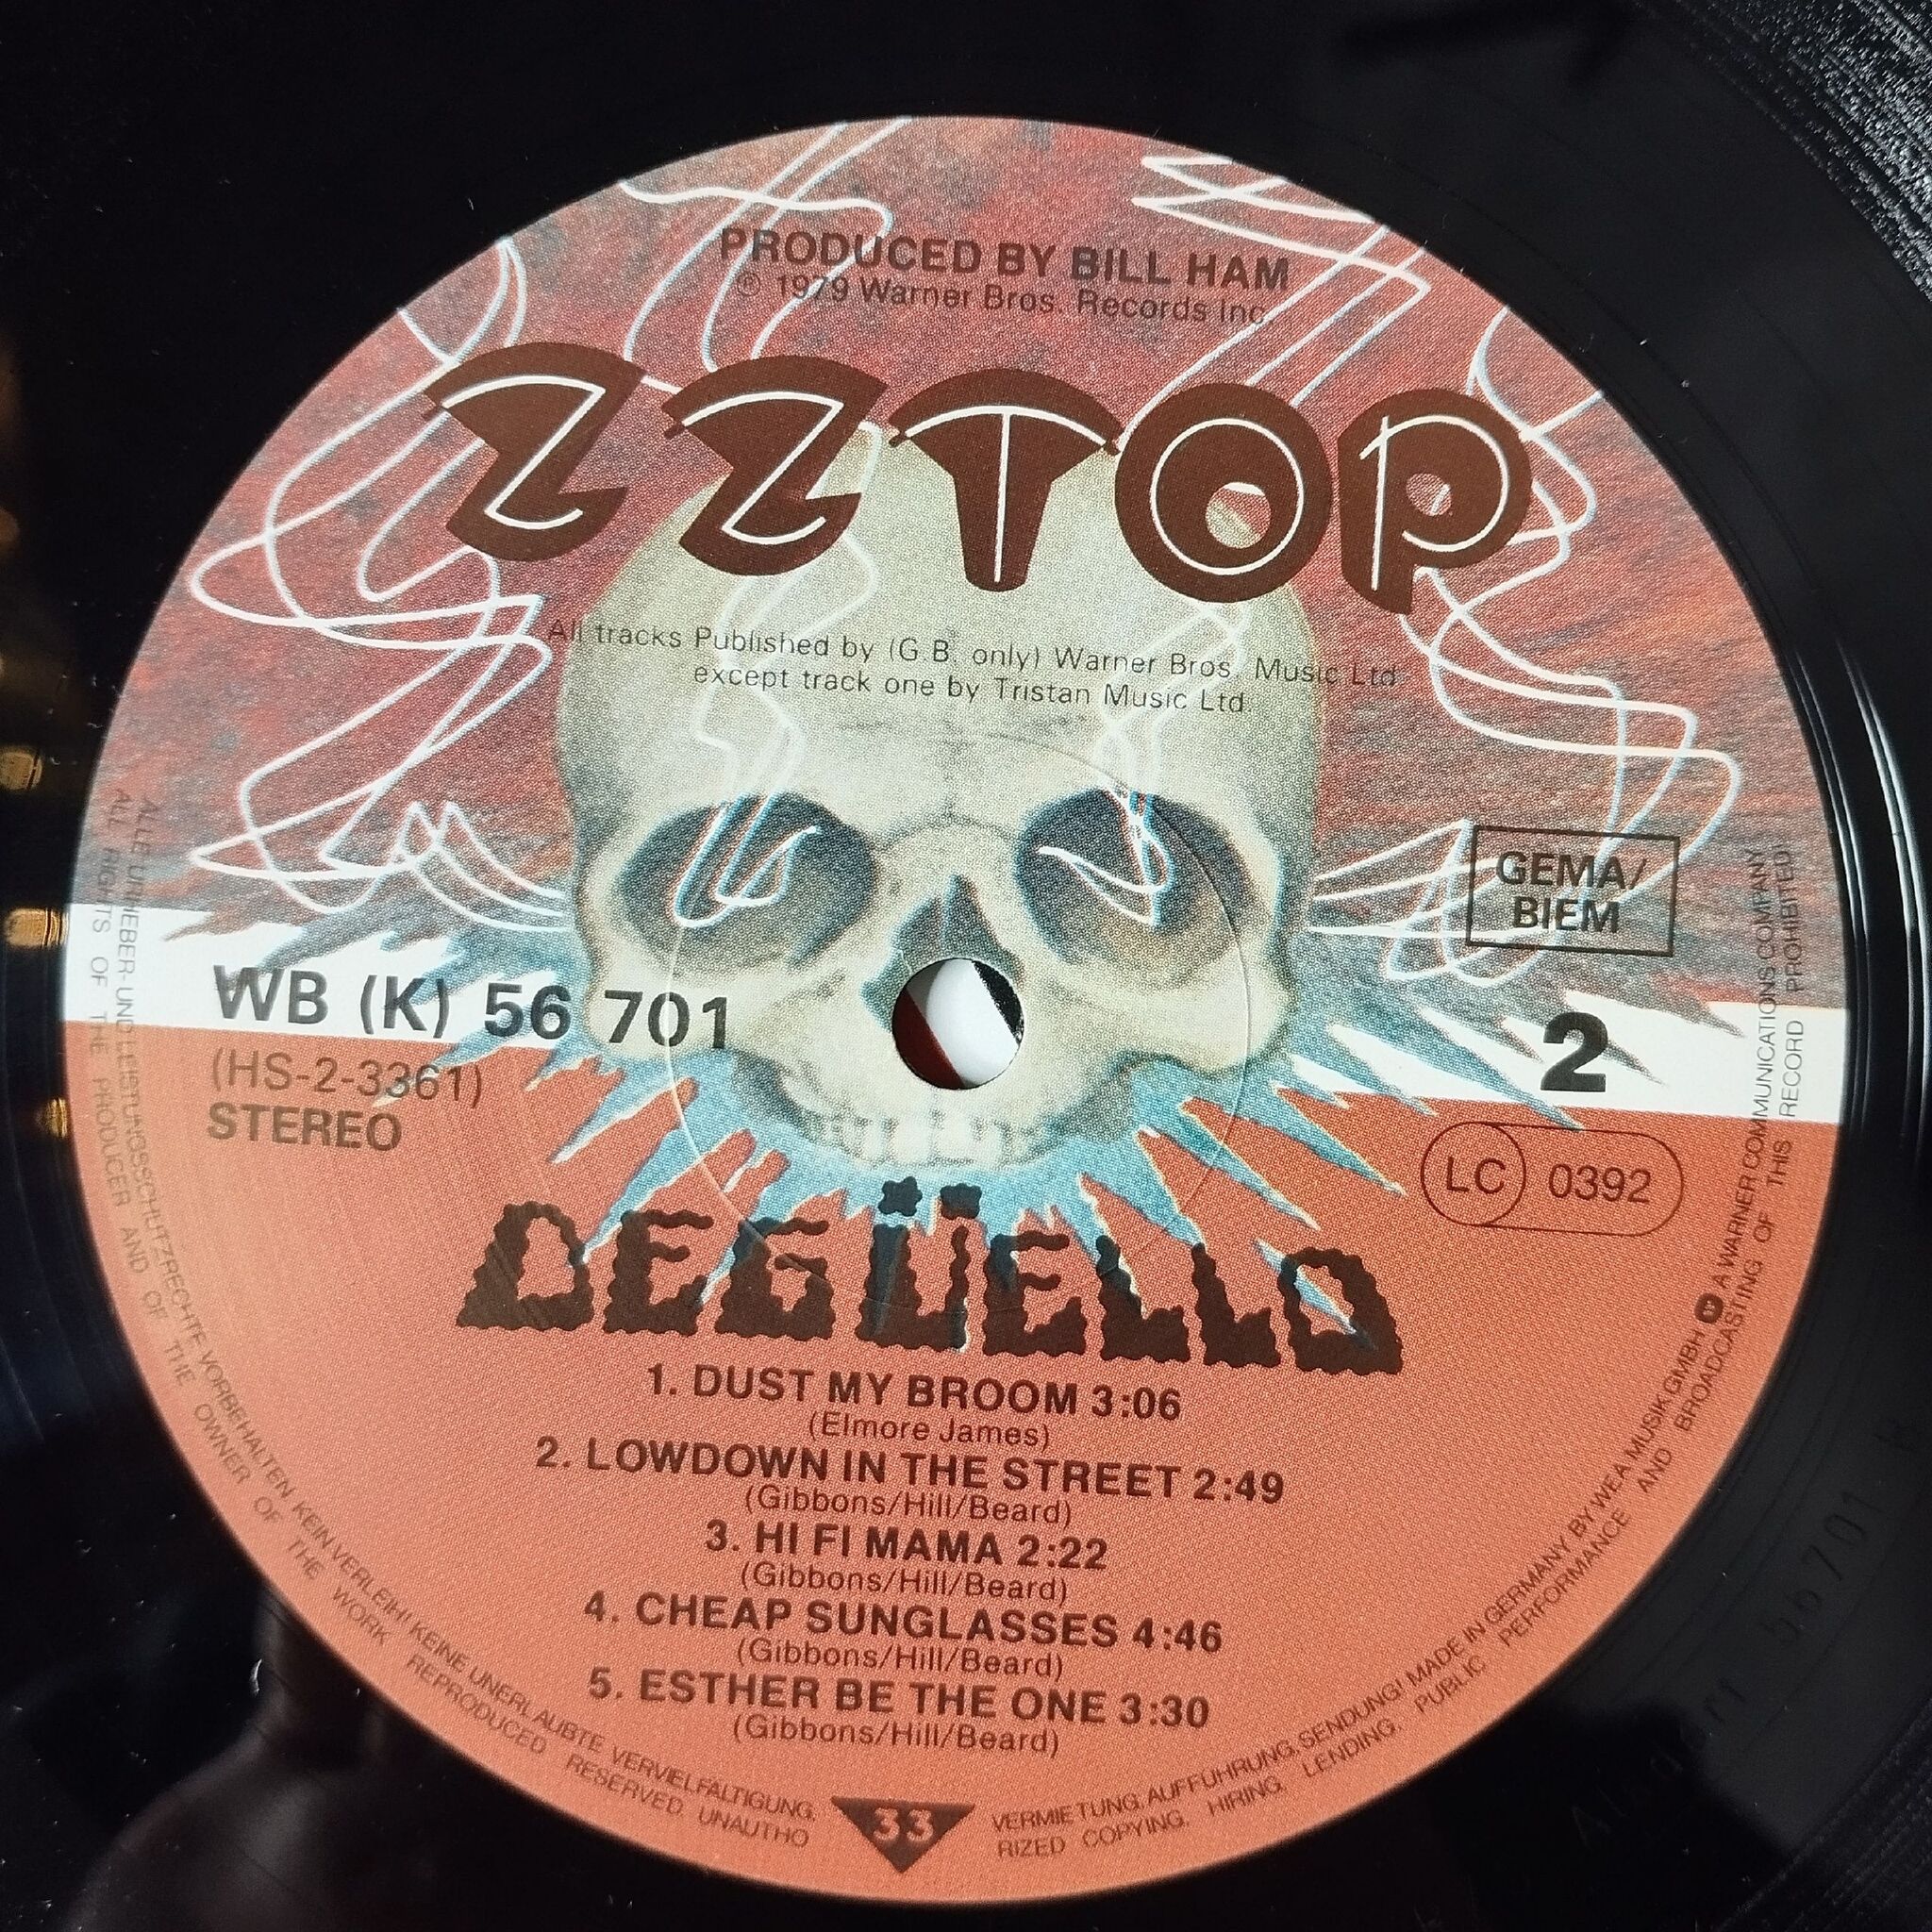 PRODUCED BY BILL HAM
℗ 1979 Warner Bros. Records Inc.
ZZ TOP
All tracks Published by (G.B. only) Warner Bros. Music Ltd
except track one by Tristan Music Ltd.
GEMA/
BIEM
WB (K) 56 701
(HS-2-3361)
STEREO
2
LC 0392
DEGÜELLO
1. DUST MY BROOM 3:06
(Elmore James)
2. LOWDOWN IN THE STREET 2:49
(Gibbons/Hill/Beard)
3. HI FI MAMA 2:22
(Gibbons/Hill/Beard)
4. CHEAP SUNGLASSES 4:46
(Gibbons/Hill/Beard)
5. ESTHER BE THE ONE 3:30
(Gibbons/Hill/Beard)
33
ALLE URHEBER- UND LEISTUNGSSCHUTZRECHTE VORBEHALTEN KEIN VERLEIH! KEINE UNERLAUBTE VERVIELFÄLTIGUNG, VERMIETUNG, AUFFÜHRUNG, SENDUNG! MADE IN GERMANY BY WEA MUSIK GMBH A WARNER COMMUNICATIONS COMPANY
ALL RIGHTS OF THE PRODUCER AND OF THE OWNER OF THE WORK REPRODUCED RESERVED. UNAUTHORIZED COPYING, HIRING, LENDING, PUBLIC PERFORMANCE AND BROADCASTING OF THIS RECORD PROHIBITED!